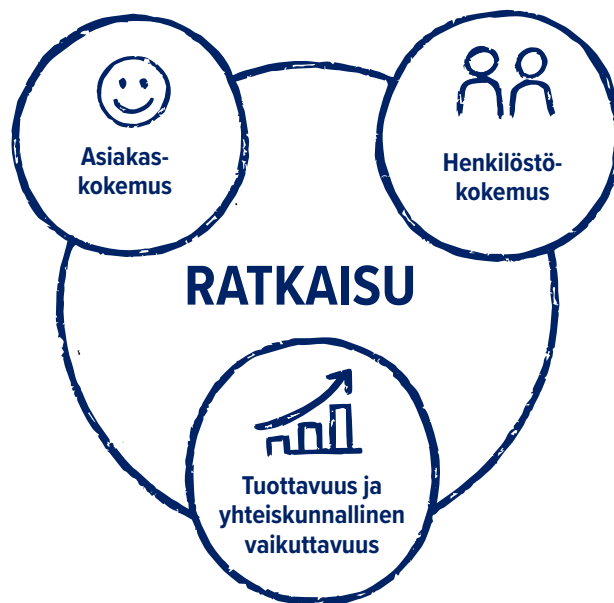 Asiakas-
kokemus
Henkilöstö-
kokemus
RATKAISU
Tuottavuus ja
yhteiskunnallinen
vaikuttavuus